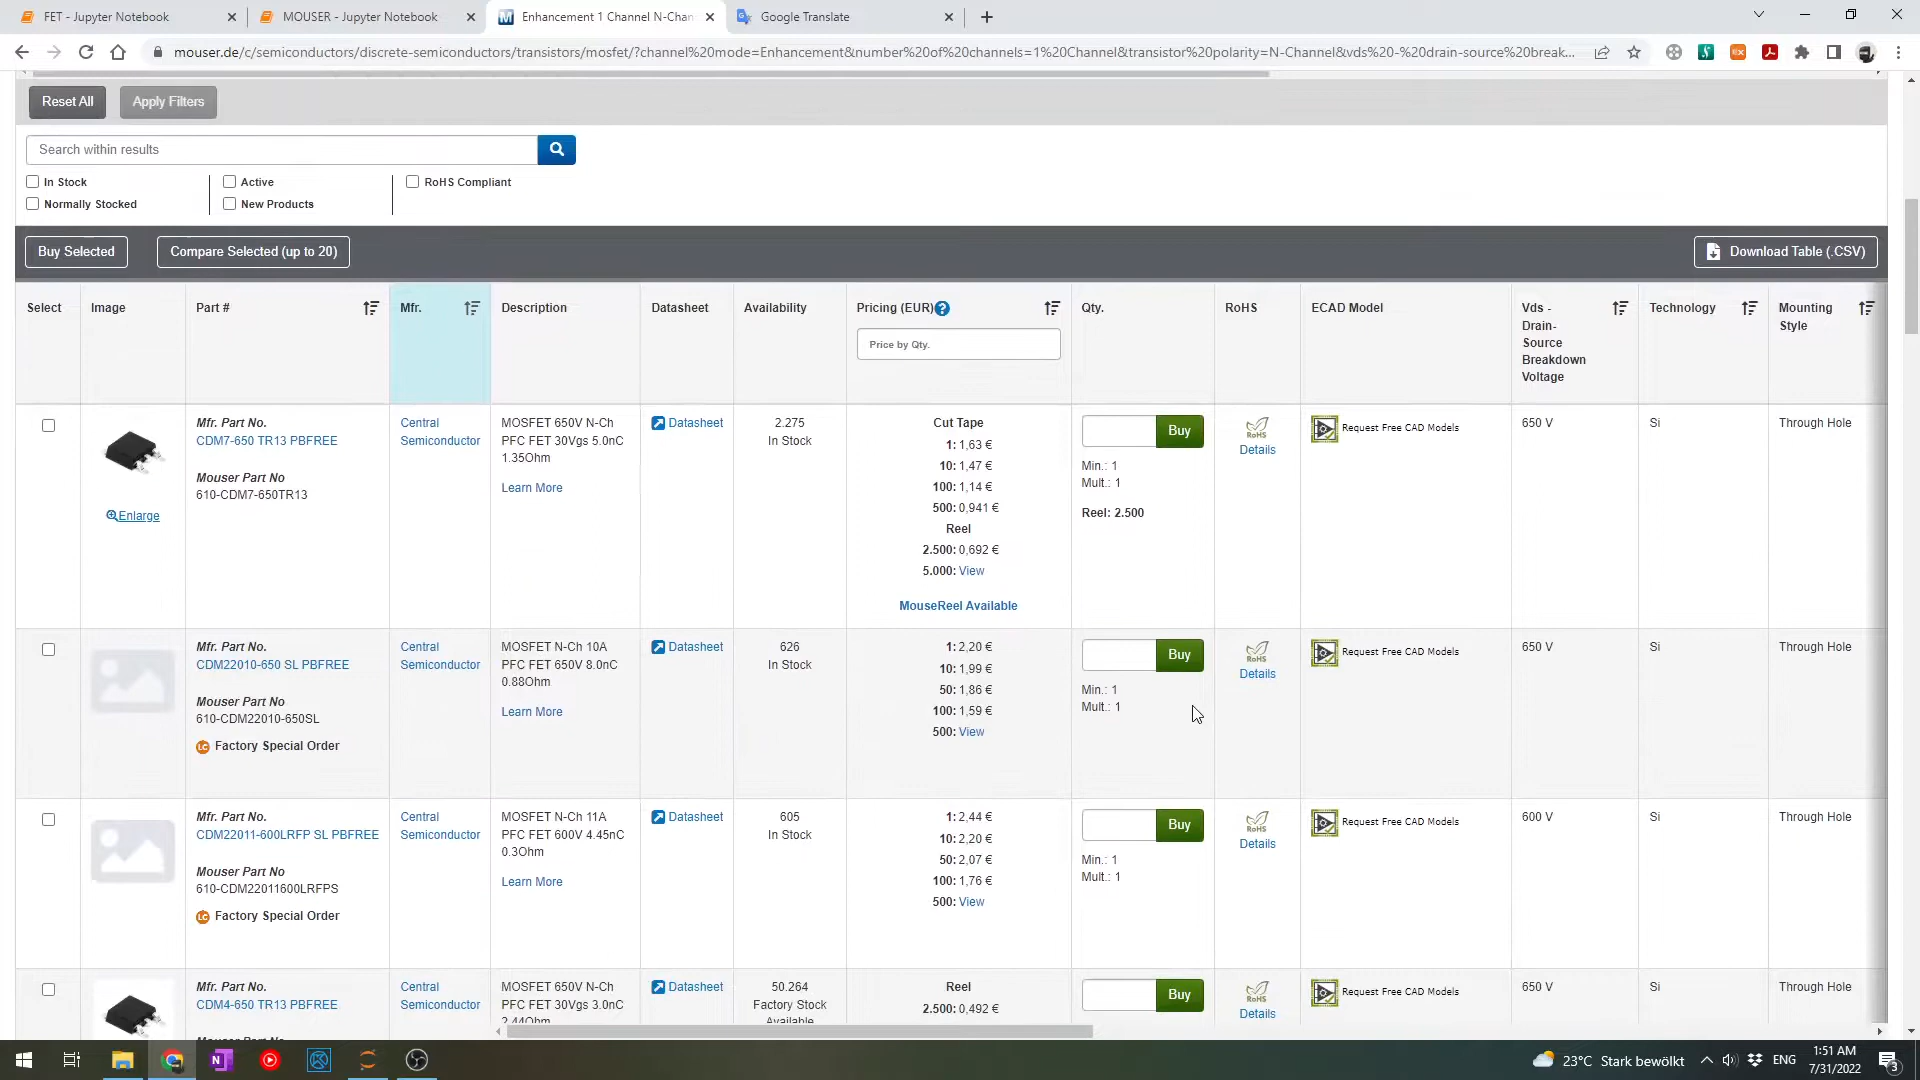 FET - Jupyter Notebook
MOUSER - Jupyter Notebook
Enhancement 1 Channel N-Chan
Google Translate
mouser.de/c/semiconductors/discrete-semiconductors/transistors/mosfet/?channel%20mode=Enhancement&number%20of%20channels=1%20Channel&transistor%20polarity=N-Channel&vds%20-%20drain-source%20break...
Reset All
Apply Filters
Search within results
In Stock
Active
RoHS Compliant
Normally Stocked
New Products
Buy Selected
Compare Selected (up to 20)
Download Table (.CSV)
Select
Image
Part #
Mfr.
Description
Datasheet
Availability
Pricing (EUR)
Price by Qty.
Qty.
RoHS
ECAD Model
Vds -
Drain-
Source
Breakdown
Voltage
Technology
Mounting
Style
Enlarge
Mfr. Part No.
CDM7-650 TR13 PBFREE
Mouser Part No
610-CDM7-650TR13
Central
Semiconductor
MOSFET 650V N-Ch
PFC FET 30Vgs 5.0nC
1.35Ohm
Learn More
Datasheet
2.275
In Stock
Cut Tape
1: 1,63 €
10: 1,47 €
100: 1,14 €
500: 0,941 €
Reel
2.500: 0,692 €
5.000: View
MouseReel Available
Buy
Min.: 1
Mult.: 1
Reel: 2.500
RoHS
Details
Request Free CAD Models
650 V
Si
Through Hole
Mfr. Part No.
CDM22010-650 SL PBFREE
Mouser Part No
610-CDM22010-650SL
LC Factory Special Order
Central
Semiconductor
MOSFET N-Ch 10A
PFC FET 650V 8.0nC
0.88Ohm
Learn More
Datasheet
626
In Stock
1: 2,20 €
10: 1,99 €
50: 1,86 €
100: 1,59 €
500: View
Buy
Min.: 1
Mult.: 1
RoHS
Details
Request Free CAD Models
650 V
Si
Through Hole
Mfr. Part No.
CDM22011-600LRFP SL PBFREE
Mouser Part No
610-CDM22011600LRFPS
LC Factory Special Order
Central
Semiconductor
MOSFET N-Ch 11A
PFC FET 600V 4.45nC
0.3Ohm
Learn More
Datasheet
605
In Stock
1: 2,44 €
10: 2,20 €
50: 2,07 €
100: 1,76 €
500: View
Buy
Min.: 1
Mult.: 1
RoHS
Details
Request Free CAD Models
600 V
Si
Through Hole
Mfr. Part No.
CDM4-650 TR13 PBFREE
Mouser Part No
Central
Semiconductor
MOSFET 650V N-Ch
PFC FET 30Vgs 3.0nC
2.44Ohm
Datasheet
50.264
Factory Stock
Available
Reel
2.500: 0,492 €
Buy
RoHS
Details
Request Free CAD Models
650 V
Si
Through Hole
23°C Stark bewölkt
ENG
1:51 AM
7/31/2022
3